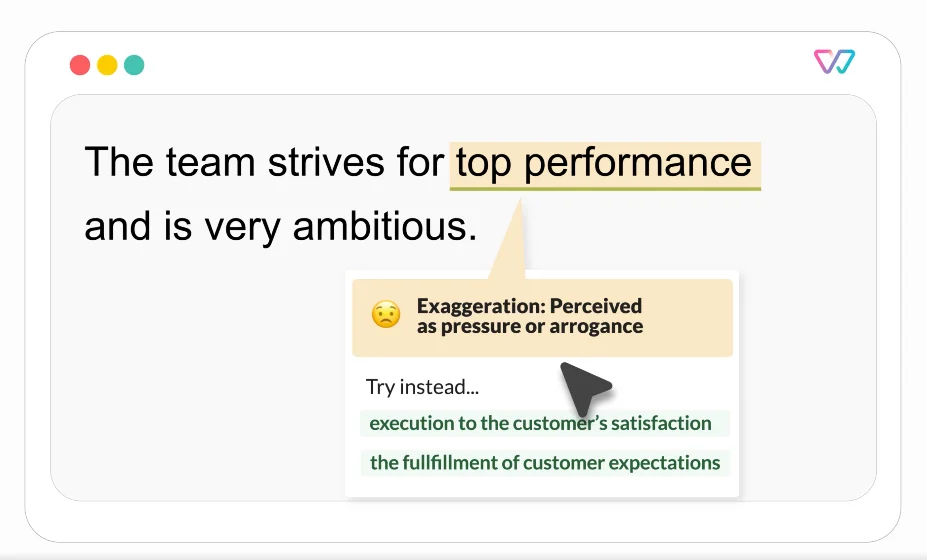 The team strives for top performance
and is very ambitious.
Exaggeration: Perceived
as pressure or arrogance
Try instead...
execution to the customer’s satisfaction
the fullfillment of customer expectations